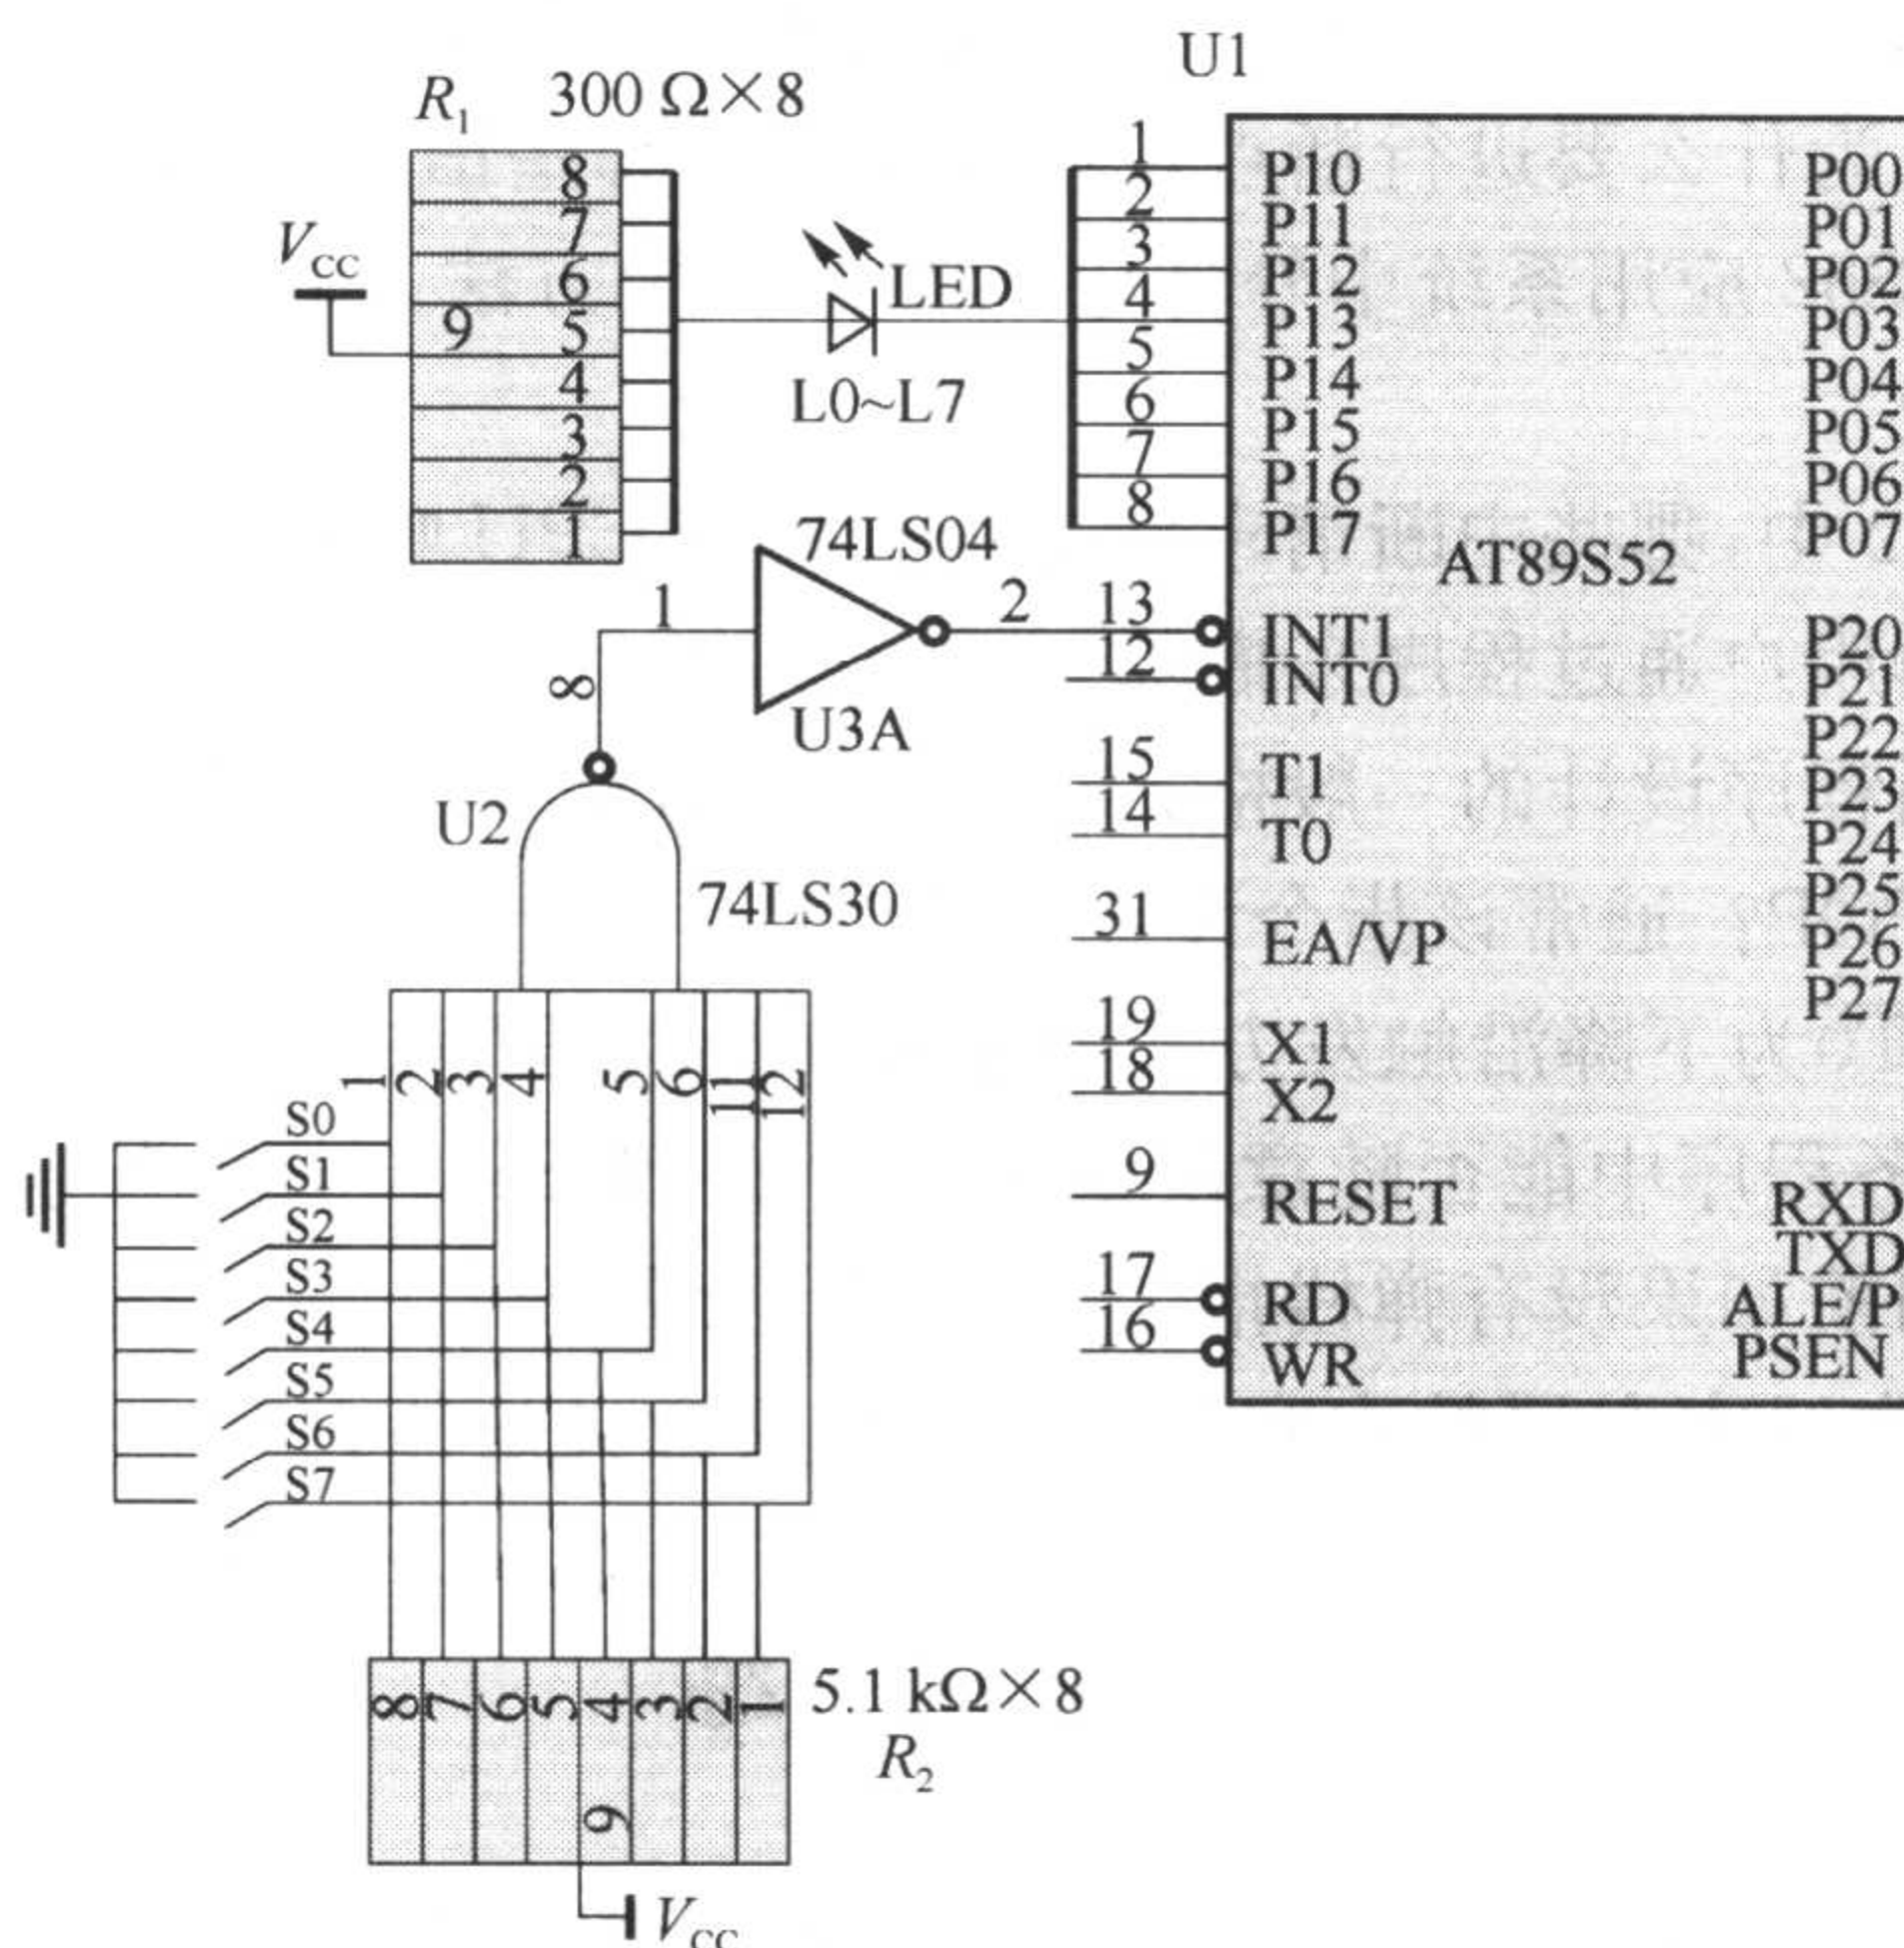 U1
R1 300 Ω×8
8
7
6
5
4
3
2
1
9
VCC
LED
L0~L7
1
2
3
4
5
6
7
8
P10
P11
P12
P13
P14
P15
P16
P17
P00
P01
P02
P03
P04
P05
P06
P07
AT89S52
74LS04
1
2
U3A
8
13
12
INT1
INT0
15
14
T1
T0
31
EA/VP
19
18
X1
X2
9
RESET
17
16
RD
WR
P20
P21
P22
P23
P24
P25
P26
P27
RXD
TXD
ALE/P
PSEN
U2
74LS30
1 2 3 4 5 6 11 12
S0
S1
S2
S3
S4
S5
S6
S7
8 7 6 5 4 3 2 1
9
5.1 kΩ×8
R2
VCC